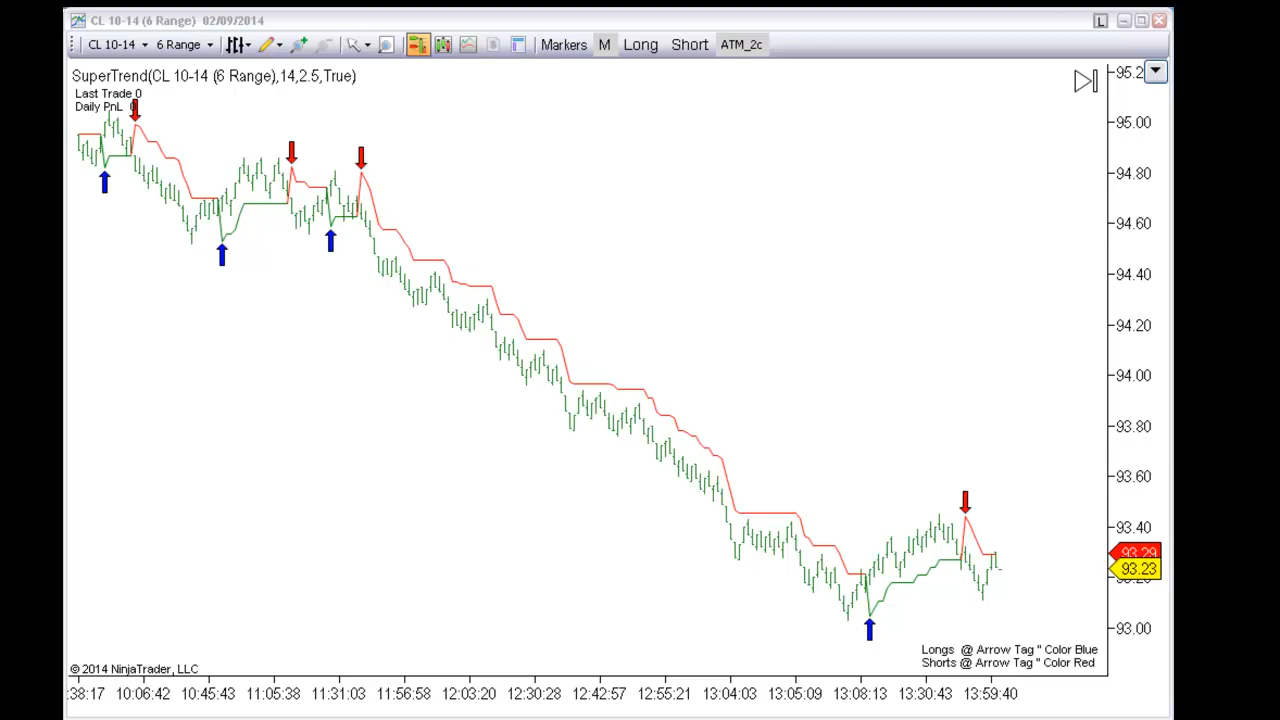 CL 10-14 (6 Range)  02/09/2014
L
CL 10-14 6 Range Markers M Long Short ATM_2c
SuperTrend(CL 10-14 (6 Range),14,2.5,True)
Last Trade 0
Daily PnL 0
95.2
95.00
94.80
94.60
94.40
94.20
94.00
93.80
93.60
93.40
93.29
93.23
93.20
93.00
Longs @ Arrow Tag " Color Blue
Shorts @ Arrow Tag " Color Red
© 2014 NinjaTrader, LLC
:38:17 10:06:42 10:45:43 11:05:38 11:31:03 11:56:58 12:03:20 12:30:28 12:42:57 12:55:21 13:04:03 13:05:09 13:08:13 13:30:43 13:59:40